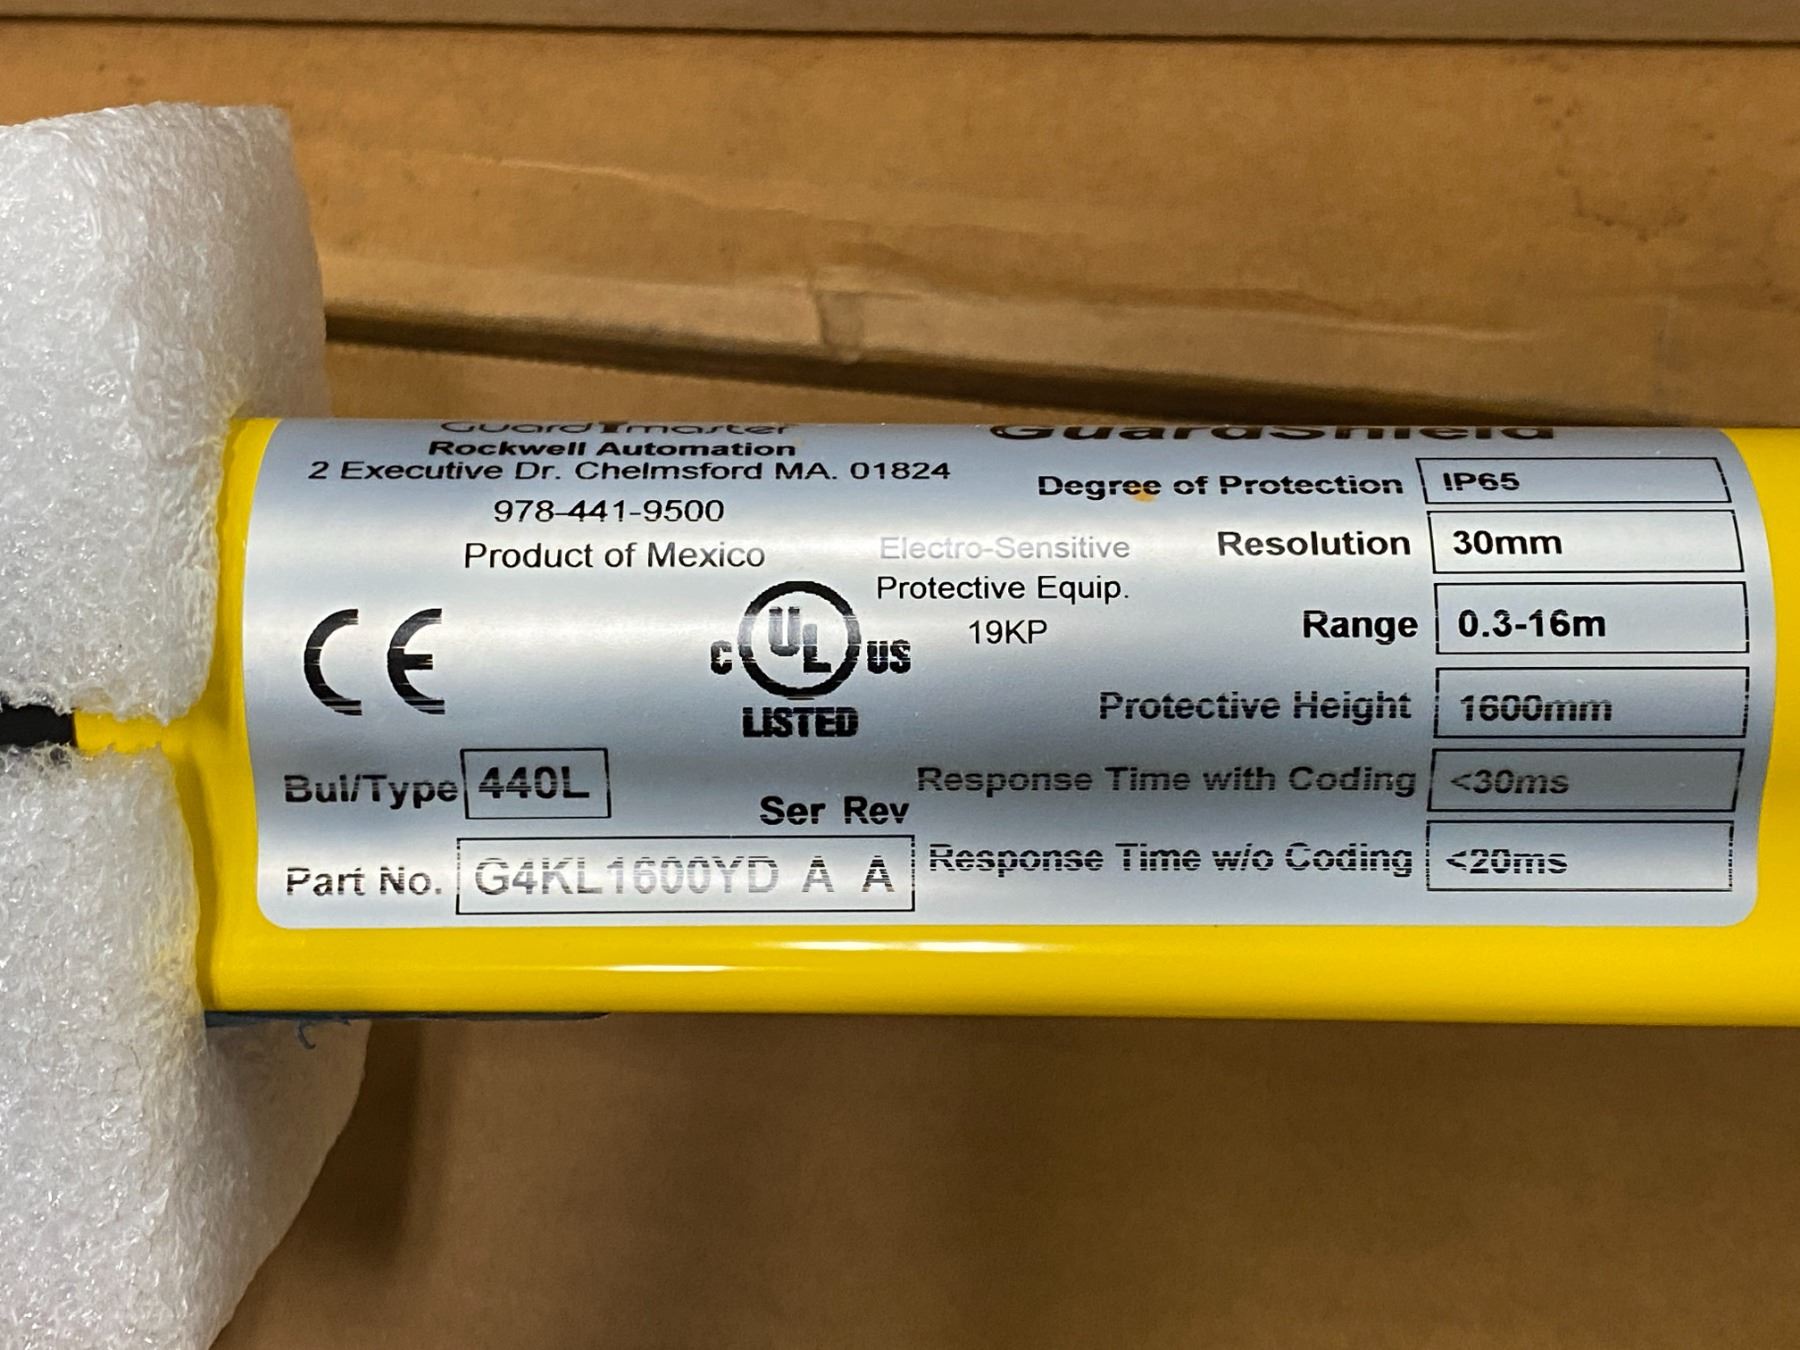 Guardmaster
Rockwell Automation
2 Executive Dr. Chelmsford MA. 01824
978-441-9500
Product of Mexico
CE
C UL US
LISTED
Electro-Sensitive
Protective Equip.
19KP
Bul/Type 440L
Ser Rev
Part No. G4KL1600YD A A
GuardShield
Degree of Protection IP65
Resolution 30mm
Range 0.3-16m
Protective Height 1600mm
Response Time with Coding <30ms
Response Time w/o Coding <20ms